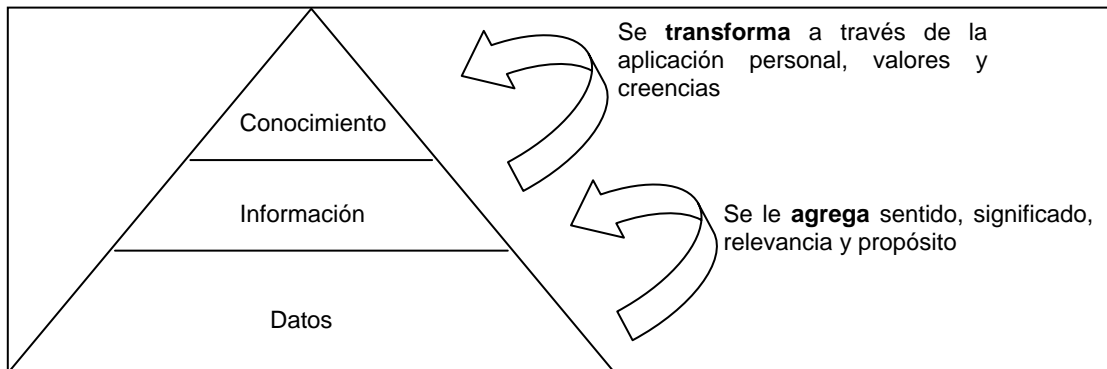 Se transforma a través de la
aplicación personal, valores y
creencias
Conocimiento
Información
Se le agrega sentido, significado,
relevancia y propósito
Datos